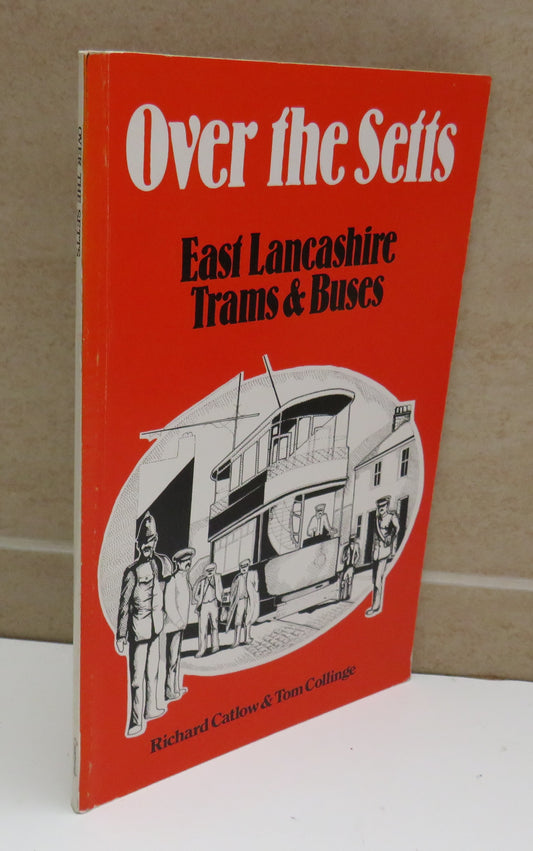 Over the Setts
East Lancashire
Trams & Buses
Richard Catlow & Tom Collinge
OVER THE SETTS